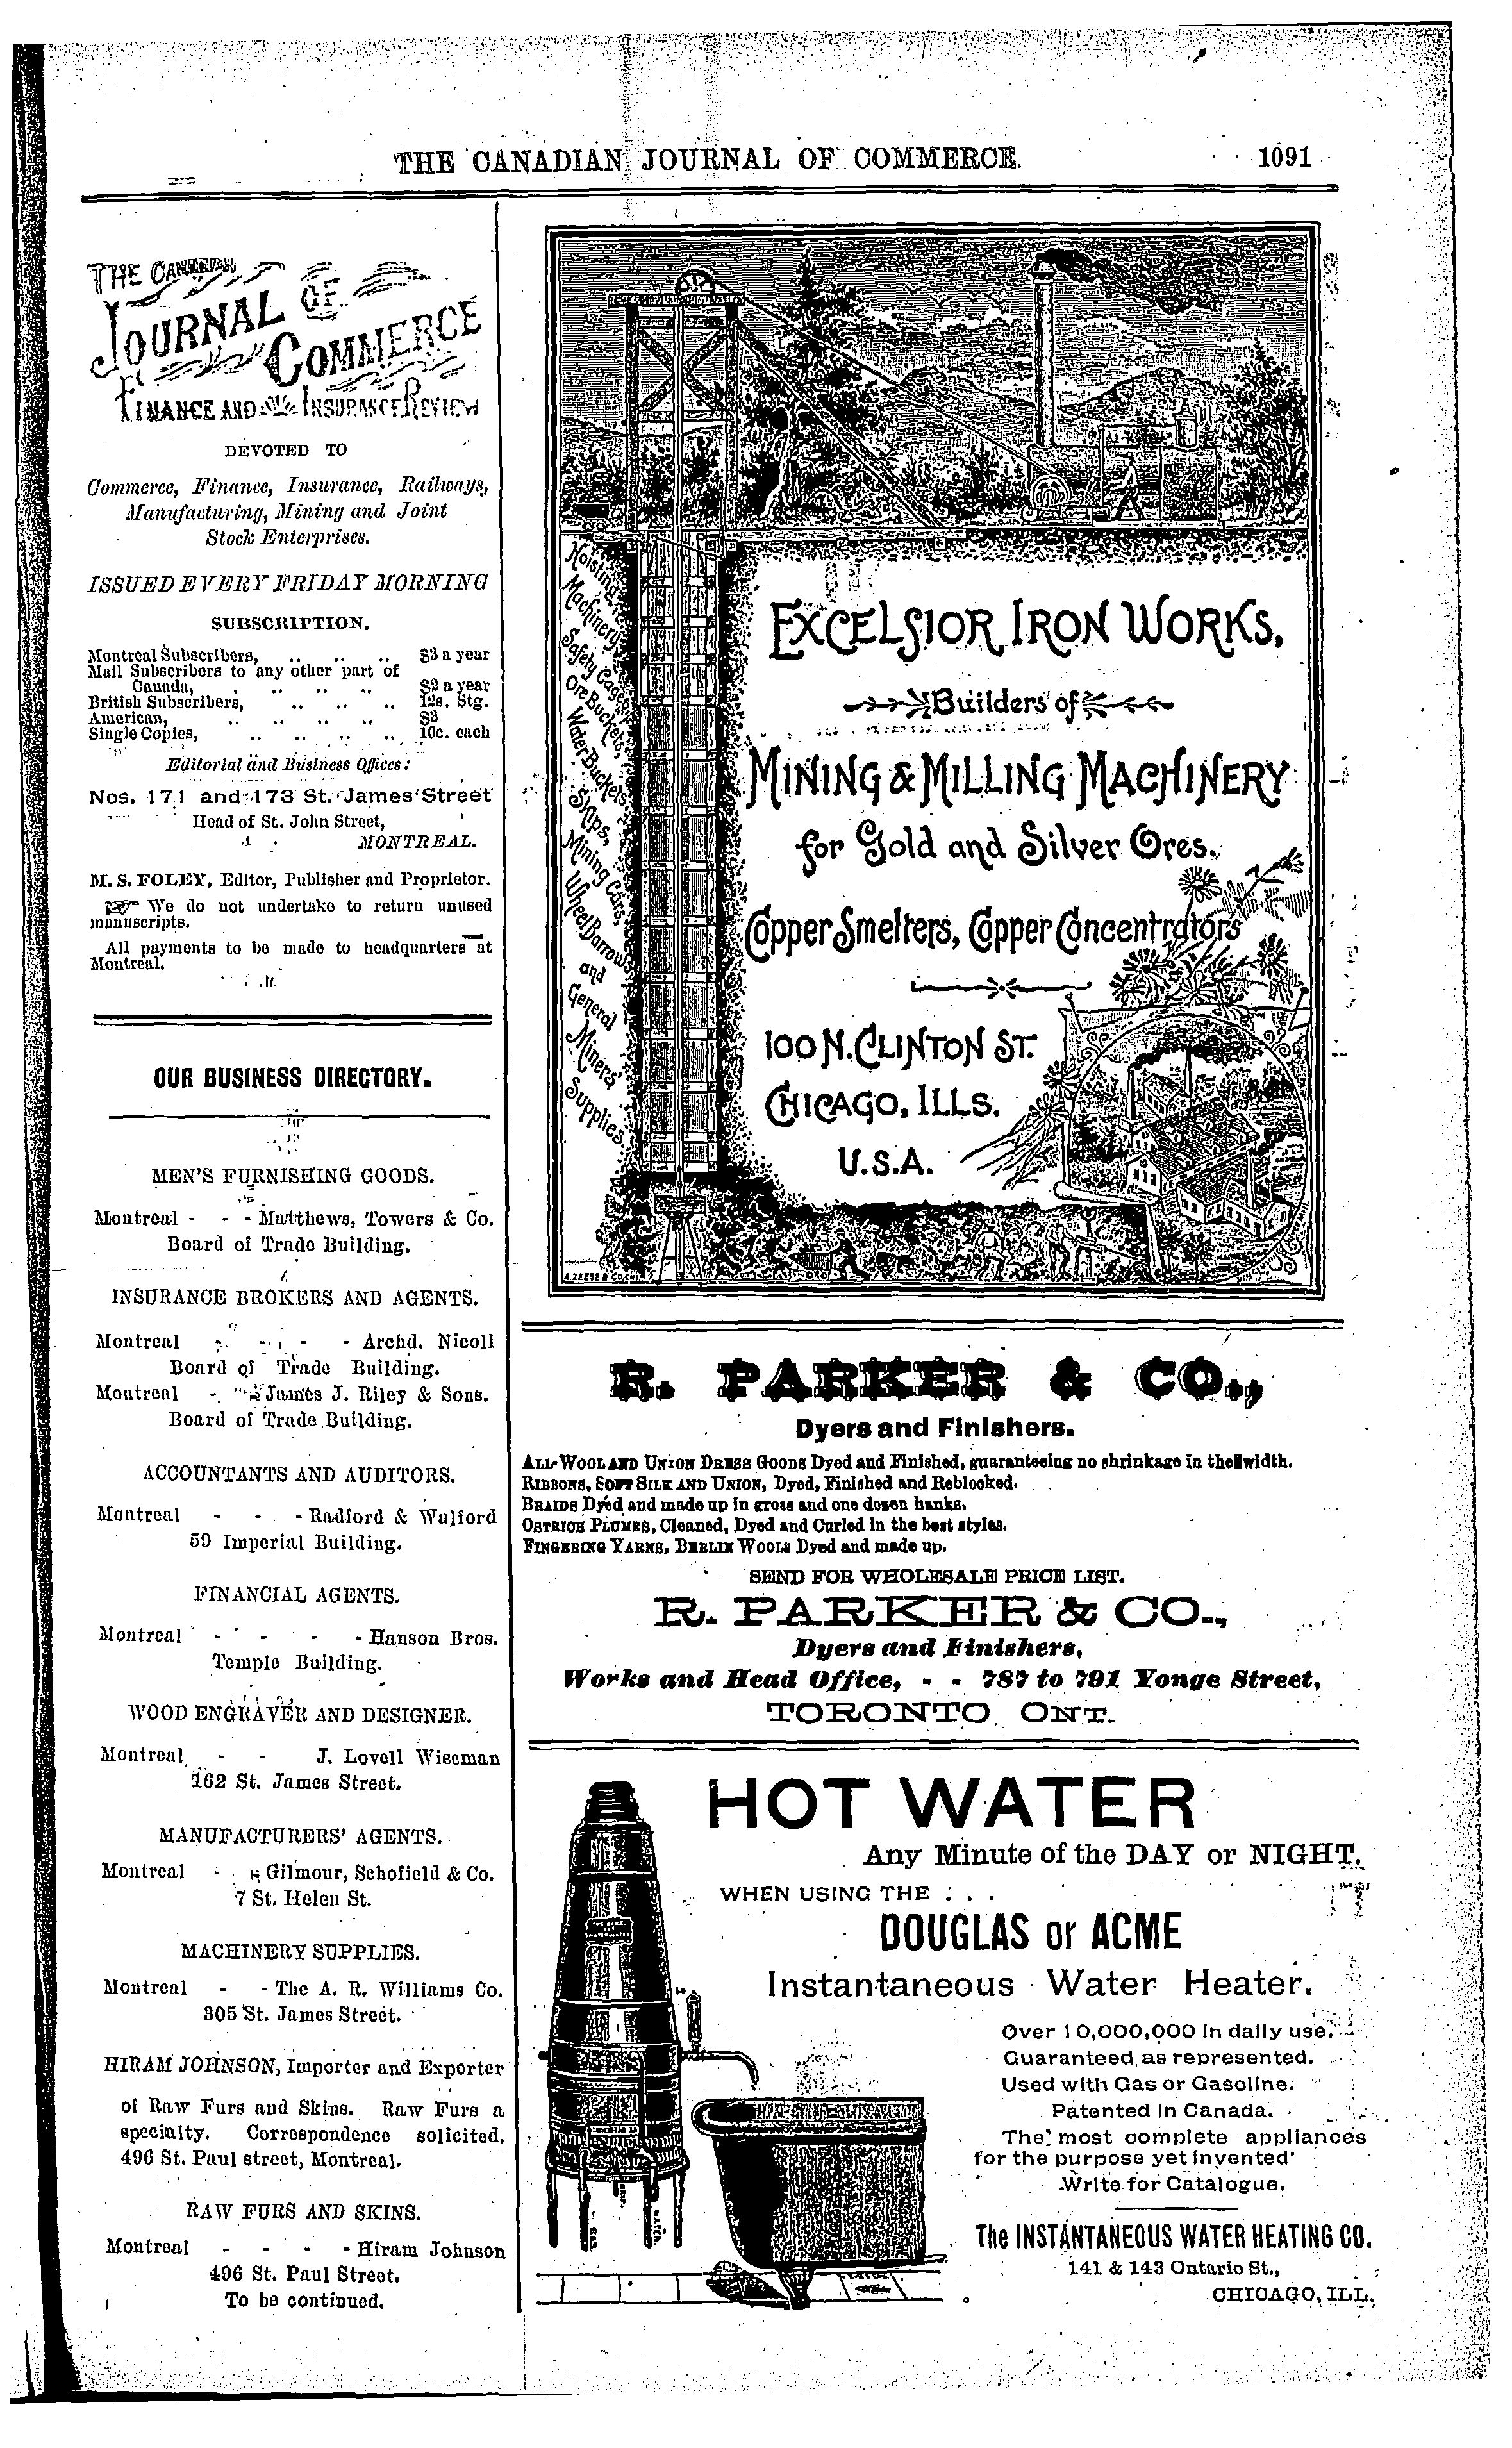 THE CANADIAN JOURNAL OF COMMERCE. 1091
THE CANADIAN
JOURNAL OF
COMMERCE
FINANCE AND INSURANCE REVIEW
DEVOTED TO
Commerce, Finance, Insurance, Railways,
Manufacturing, Mining and Joint
Stock Enterprises.
ISSUED EVERY FRIDAY MORNING
SUBSCRIPTION.
Montreal Subscribers, .. .. .. $3 a year
Mail Subscribers to any other part of
Canada, . .. .. .. $2 a year
British Subscribers, .. .. .. 12s. Stg.
American, .. .. .. .. $3
Single Copies, .. .. .. .. 10c. each
Editorial and Business Offices:
Nos. 171 and 173 St. James Street
Head of St. John Street,
MONTREAL.
M. S. FOLEY, Editor, Publisher and Proprietor.
☞ We do not undertake to return unused
manuscripts.
All payments to be made to headquarters at
Montreal.
OUR BUSINESS DIRECTORY.
MEN'S FURNISHING GOODS.
Montreal - - - Matthews, Towers & Co.
Board of Trade Building.
INSURANCE BROKERS AND AGENTS.
Montreal - - - - Archd. Nicoll
Board of Trade Building.
Montreal - - James J. Riley & Sons.
Board of Trade Building.
ACCOUNTANTS AND AUDITORS.
Montreal - - - Radford & Walford
59 Imperial Building.
FINANCIAL AGENTS.
Montreal - - - - Hanson Bros.
Temple Building.
WOOD ENGRAVER AND DESIGNER.
Montreal - - J. Lovell Wiseman
162 St. James Street.
MANUFACTURERS' AGENTS.
Montreal - - Gilmour, Schofield & Co.
7 St. Helen St.
MACHINERY SUPPLIES.
Montreal - - The A. R. Williams Co.
305 St. James Street.
HIRAM JOHNSON, Importer and Exporter
of Raw Furs and Skins. Raw Furs a
specialty. Correspondence solicited.
496 St. Paul street, Montreal.
RAW FURS AND SKINS.
Montreal - - - - Hiram Johnson
496 St. Paul Street.
To be continued.
Hoisting
Machinery,
Safety Cages
Ore Buckets,
Water Buckets,
Skips,
Mining Cars,
Wheel Barrows
and
General
Miners
Supplies.
EXCELSIOR IRON WORKS,
Builders of
MINING & MILLING MACHINERY
for Gold and Silver Ores.
Copper Smelters, Copper Concentrators
100 N. CLINTON ST.
CHICAGO, ILLS.
U.S.A.
A. ZEESE & CO. CHI.
R. PARKER & CO.,
Dyers and Finishers.
ALL-WOOL AND UNION DRESS GOODS Dyed and Finished, guaranteeing no shrinkage in the width.
RIBBONS, SOFT SILK AND UNION, Dyed, Finished and Reblocked.
BRAIDS Dyed and made up in gross and one dozen hanks.
OSTRICH PLUMES, Cleaned, Dyed and Curled in the best styles.
FINGERING YARNS, BERLIN WOOLS Dyed and made up.
SEND FOR WHOLESALE PRICE LIST.
R. PARKER & CO.,
Dyers and Finishers,
Works and Head Office, - - 787 to 791 Yonge Street,
TORONTO ONT.
HOT WATER
Any Minute of the DAY or NIGHT.
WHEN USING THE . . .
DOUGLAS or ACME
Instantaneous Water Heater.
Over 10,000,000 in daily use.
Guaranteed as represented.
Used with Gas or Gasoline.
Patented in Canada.
The most complete appliances
for the purpose yet invented
Write for Catalogue.
The INSTANTANEOUS WATER HEATING CO.
141 & 143 Ontario St.,
CHICAGO, ILL.
GAS
DRIP.
WATER